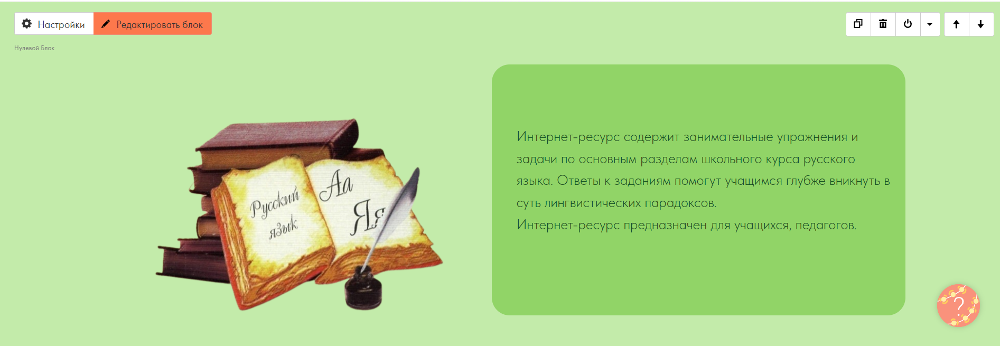 Настройки
Редактировать блок
Нулевой Блок
Русский
язык
Аа
Яя
Интернет-ресурс содержит занимательные упражнения и
задачи по основным разделам школьного курса русского
языка. Ответы к заданиям помогут учащимся глубже вникнуть в
суть лингвистических парадоксов.
Интернет-ресурс предназначен для учащихся, педагогов.
?